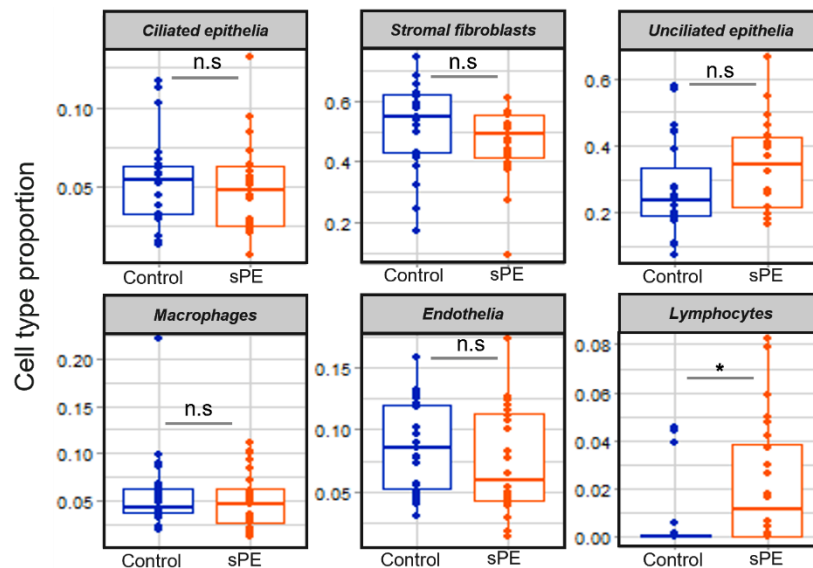 Cell type proportion
Ciliated epithelia
n.s
0.10
0.05
Control sPE
Stromal fibroblasts
n.s
0.6
0.4
0.2
Control sPE
Unciliated epithelia
n.s
0.6
0.4
0.2
Control sPE
Macrophages
n.s
0.20
0.15
0.10
0.05
Control sPE
Endothelia
n.s
0.15
0.10
0.05
Control sPE
Lymphocytes
*
0.08
0.06
0.04
0.02
0.00
Control sPE